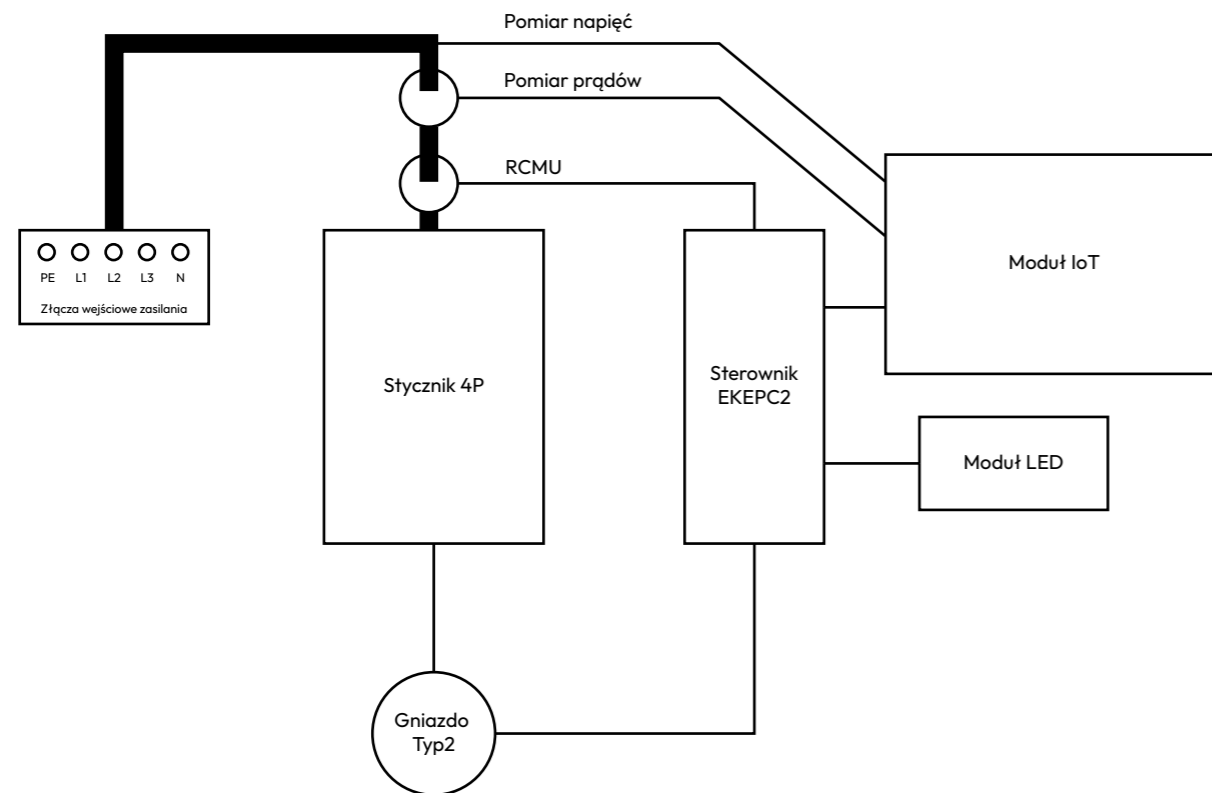 Pomiar napięć
Pomiar prądów
RCMU
PE L1 L2 L3 N
Złącza wejściowe zasilania
Stycznik 4P
Sterownik
EKEPC2
Moduł IoT
Moduł LED
Gniazdo
Typ2